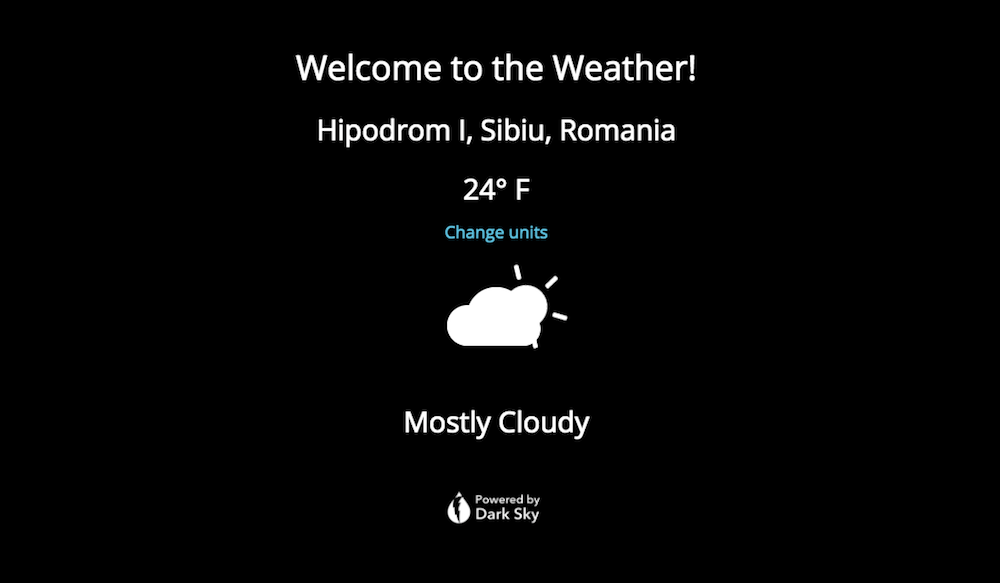 Welcome to the Weather!
Hipodrom I, Sibiu, Romania
24° F
Change units
Mostly Cloudy
Powered by
Dark Sky